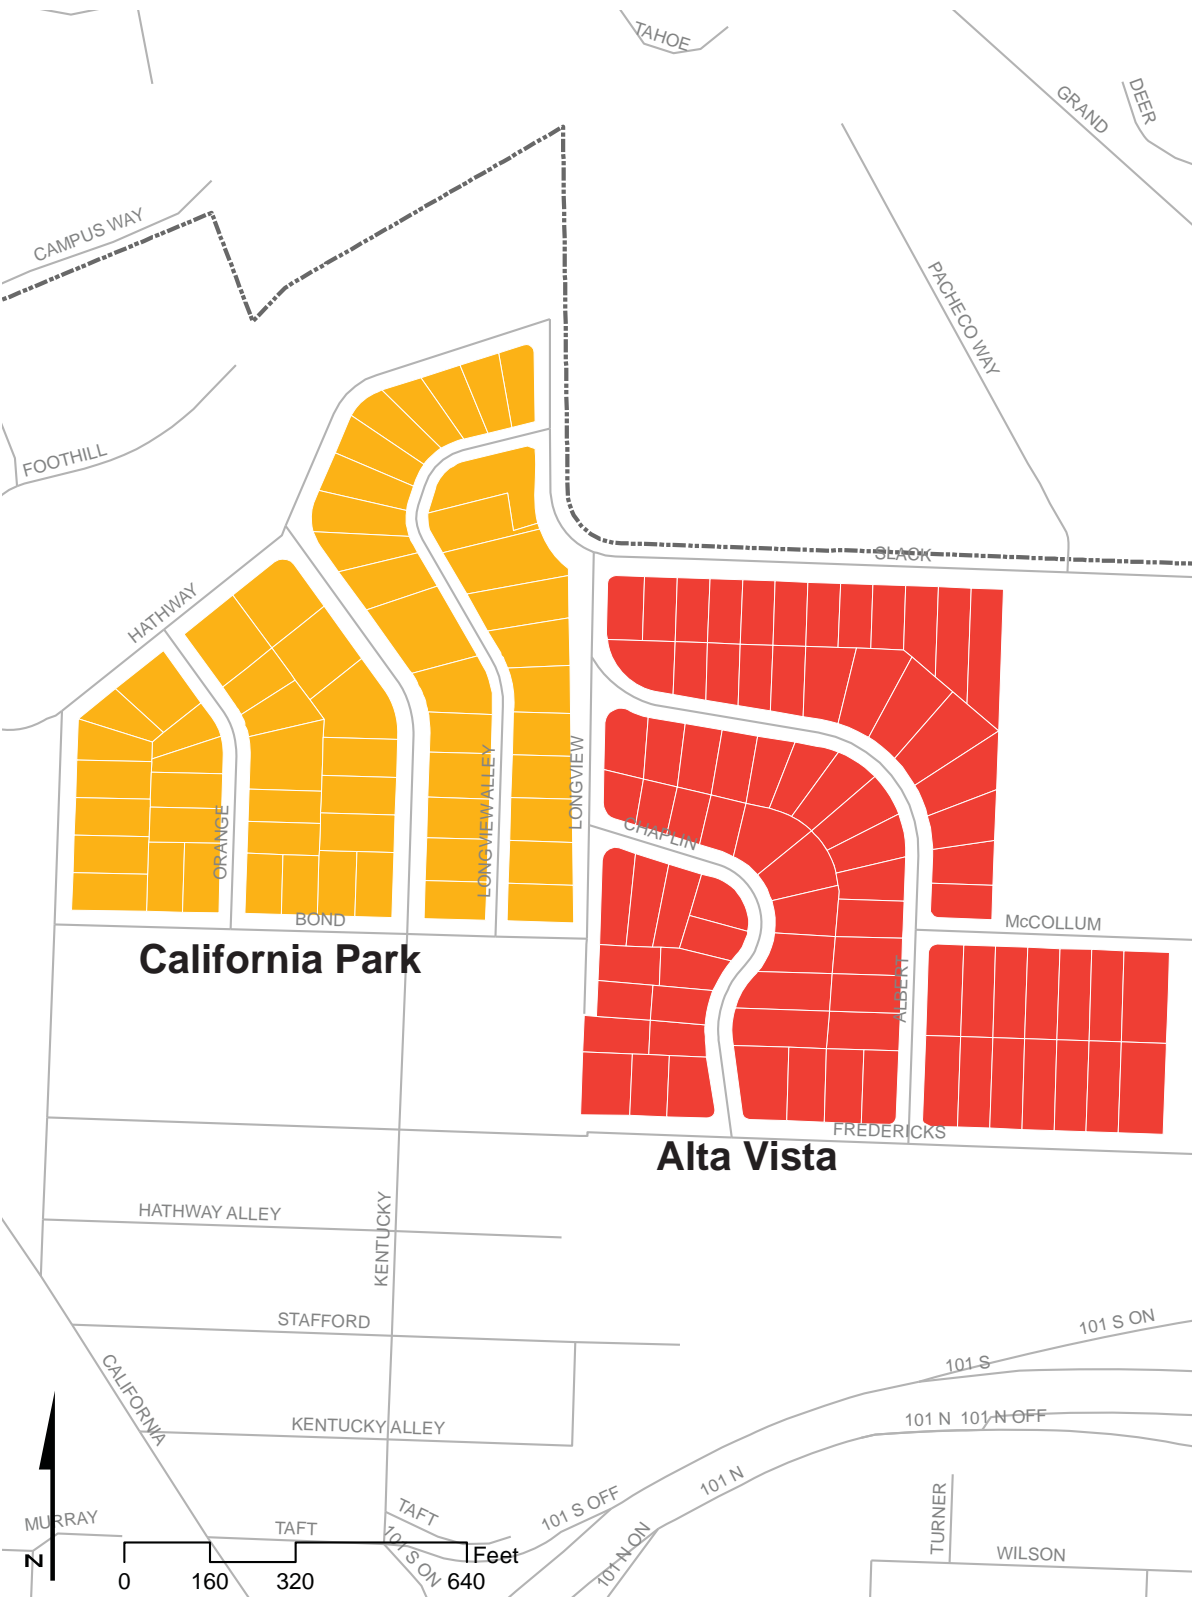 TAHOE
GRAND
DEER
CAMPUS WAY
PACHECO WAY
FOOTHILL
SLACK
HATHWAY
LONGVIEW
LONGVIEW ALLEY
ORANGE
CHAPLIN
BOND
McCOLLUM
California Park
ALBERT
FREDERICKS
Alta Vista
HATHWAY ALLEY
KENTUCKY
STAFFORD
101 S ON
101 S
CALIFORNIA
KENTUCKY ALLEY
101 N
101 N OFF
101 N
101 S OFF
TAFT
MURRAY
TAFT
TURNER
101 S ON
101 N ON
WILSON
Z
Feet
0
160
320
640